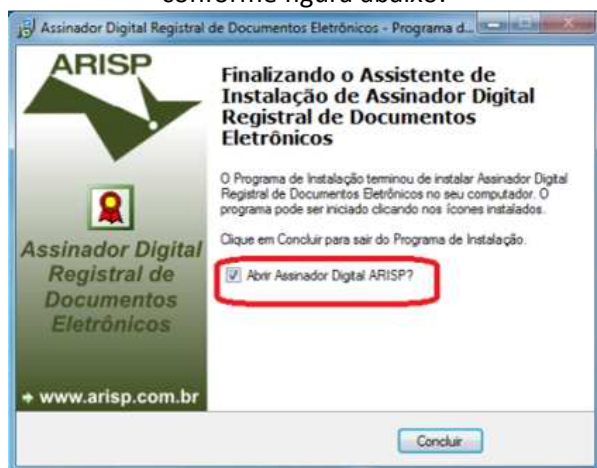 conforme figura abaixo:
Assinador Digital Registral de Documentos Eletrônicos - Programa d...
ARISP
Finalizando o Assistente de
Instalação de Assinador Digital
Registral de Documentos
Eletrônicos
O Programa de Instalação terminou de instalar Assinador Digital
Registral de Documentos Eletrônicos no seu computador. O
programa pode ser iniciado clicando nos ícones instalados.
Clique em Concluir para sair do Programa de Instalação.
Abrir Assinador Digital ARISP?
Assinador Digital
Registral de
Documentos
Eletrônicos
www.arisp.com.br
Concluir